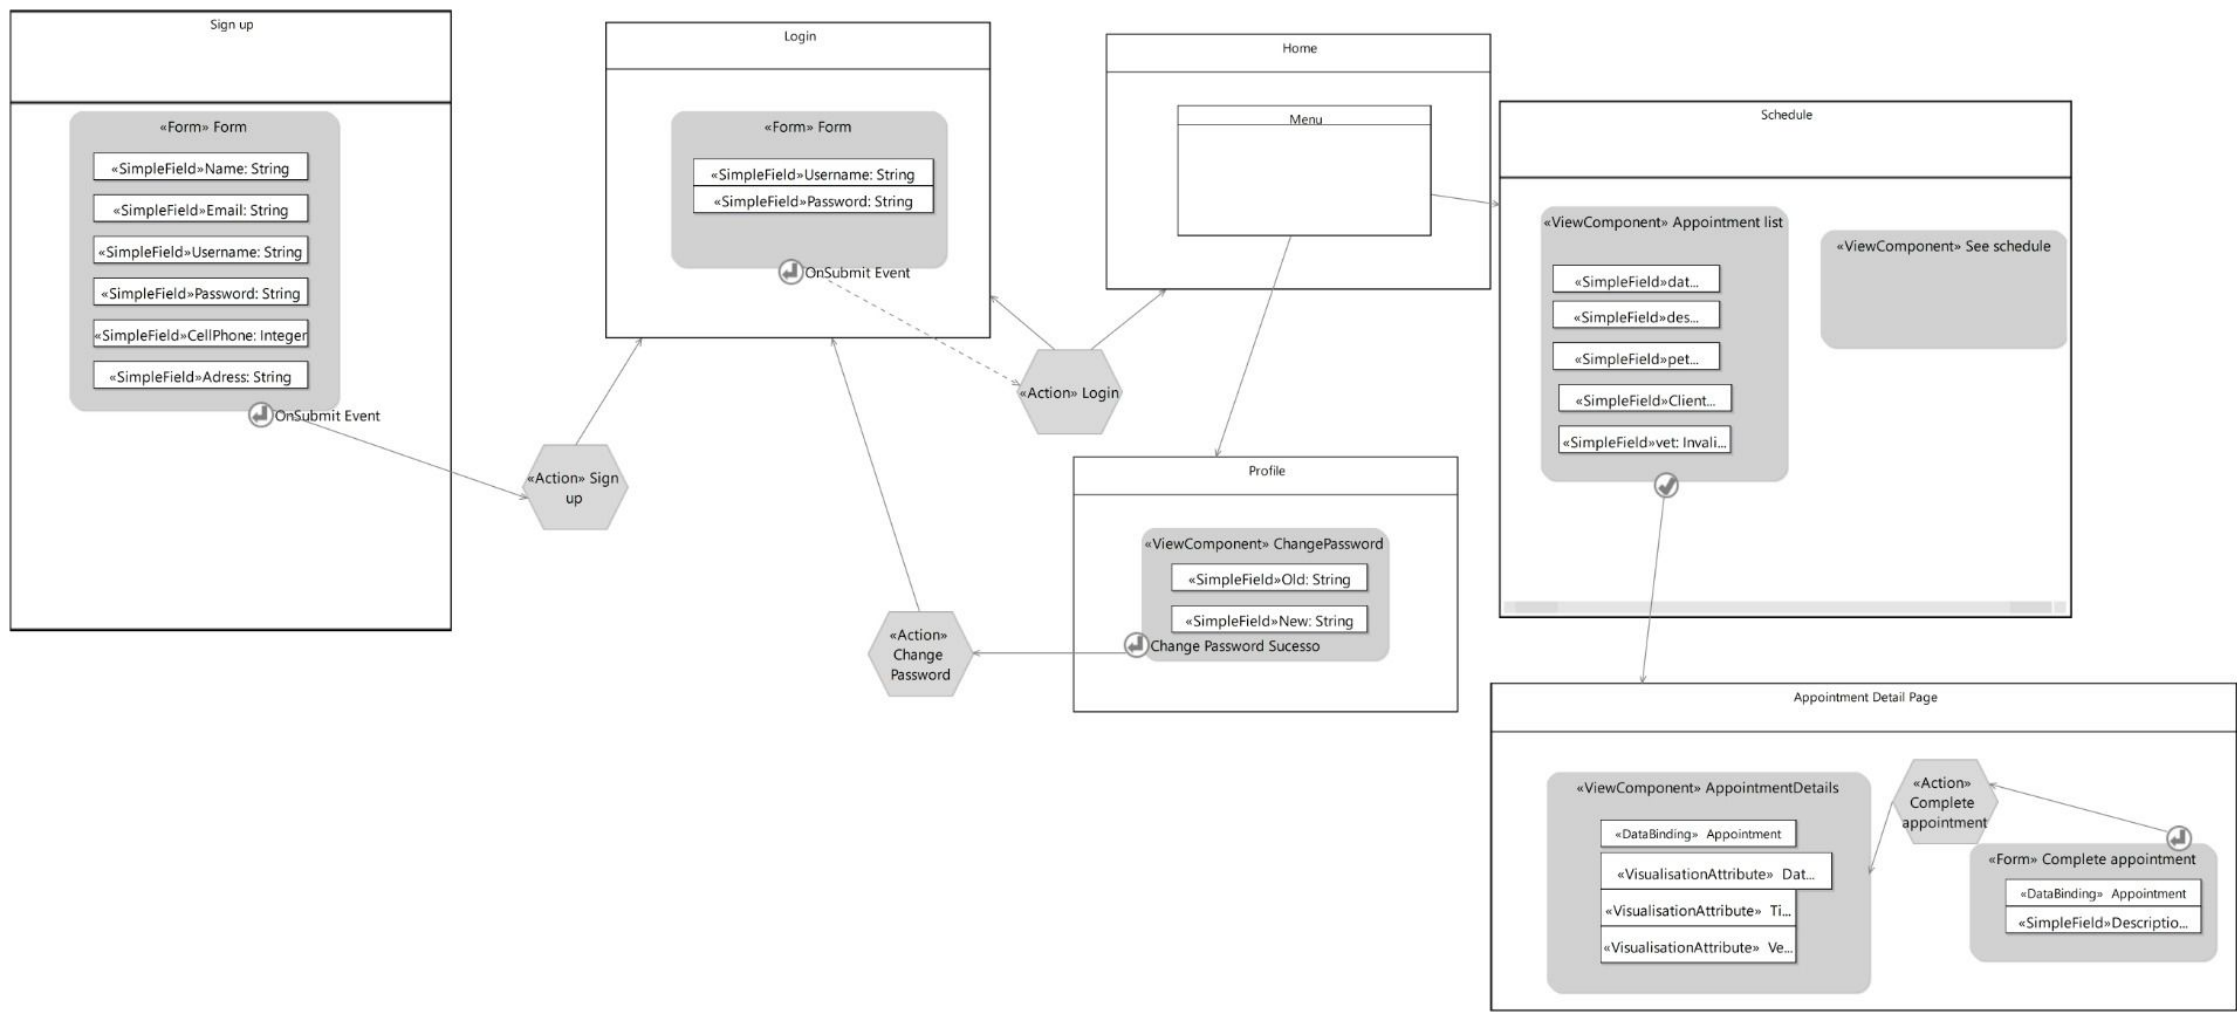 Sign up
«Form» Form
«SimpleField»Name: String
«SimpleField»Email: String
«SimpleField»Username: String
«SimpleField»Password: String
«SimpleField»CellPhone: Integer
«SimpleField»Adress: String
OnSubmit Event
«Action» Sign
up
Login
«Form» Form
«SimpleField»Username: String
«SimpleField»Password: String
OnSubmit Event
«Action» Login
Home
Menu
Profile
«ViewComponent» ChangePassword
«SimpleField»Old: String
«SimpleField»New: String
Change Password Sucesso
«Action»
Change
Password
Schedule
«ViewComponent» Appointment list
«SimpleField»dat...
«SimpleField»des...
«SimpleField»pet...
«SimpleField»Client...
«SimpleField»vet: Invali...
«ViewComponent» See schedule
Appointment Detail Page
«ViewComponent» AppointmentDetails
«DataBinding» Appointment
«VisualisationAttribute» Dat...
«VisualisationAttribute» Ti...
«VisualisationAttribute» Ve...
«Action»
Complete
appointment
«Form» Complete appointment
«DataBinding» Appointment
«SimpleField»Descriptio...